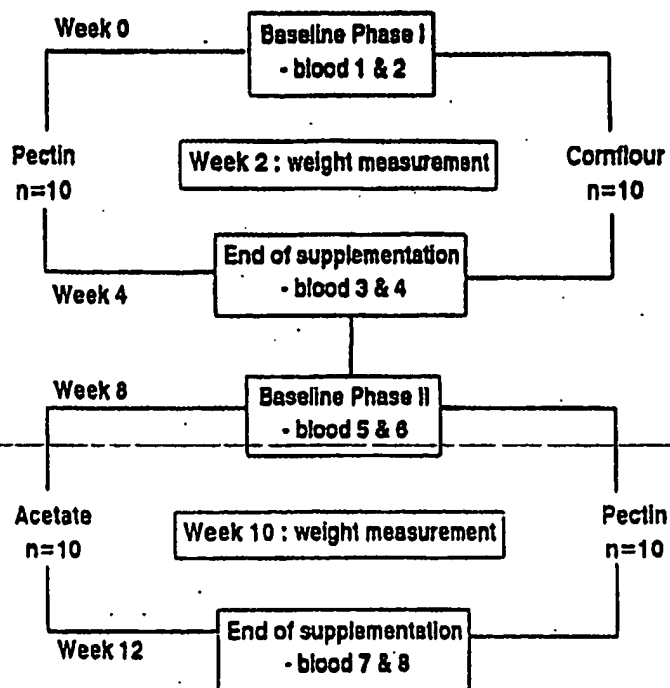 Week 0
Baseline Phase I
- blood 1 & 2
Pectin
n=10
Week 2 : weight measurement
Cornflour
n=10
End of supplementation
- blood 3 & 4
Week 4
Week 8
Baseline Phase II
- blood 5 & 6
Acetate
n=10
Week 10 : weight measurement
Pectin
n=10
Week 12
End of supplementation
- blood 7 & 8